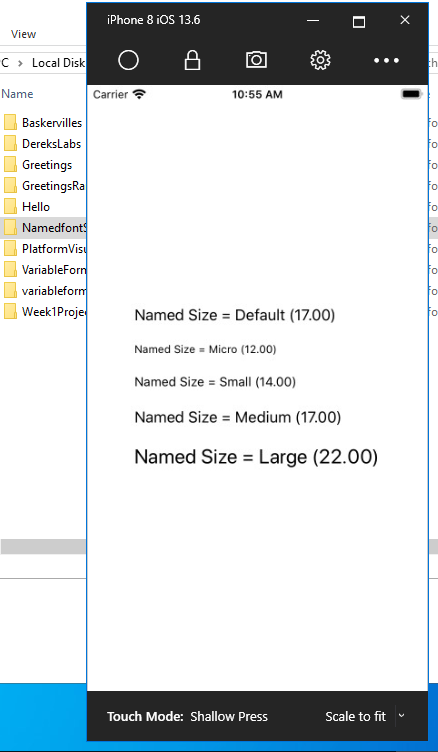 iPhone 8 iOS 13.6
View
Local Disk
Carrier 10:55 AM
Name
Baskervilles
DereksLabs
Greetings
GreetingsRa
Hello
NamedfontS
PlatformVisu
VariableForn
variableform
Week1Projec
Named Size = Default (17.00)
Named Size = Micro (12.00)
Named Size = Small (14.00)
Named Size = Medium (17.00)
Named Size = Large (22.00)
Touch Mode: Shallow Press Scale to fit